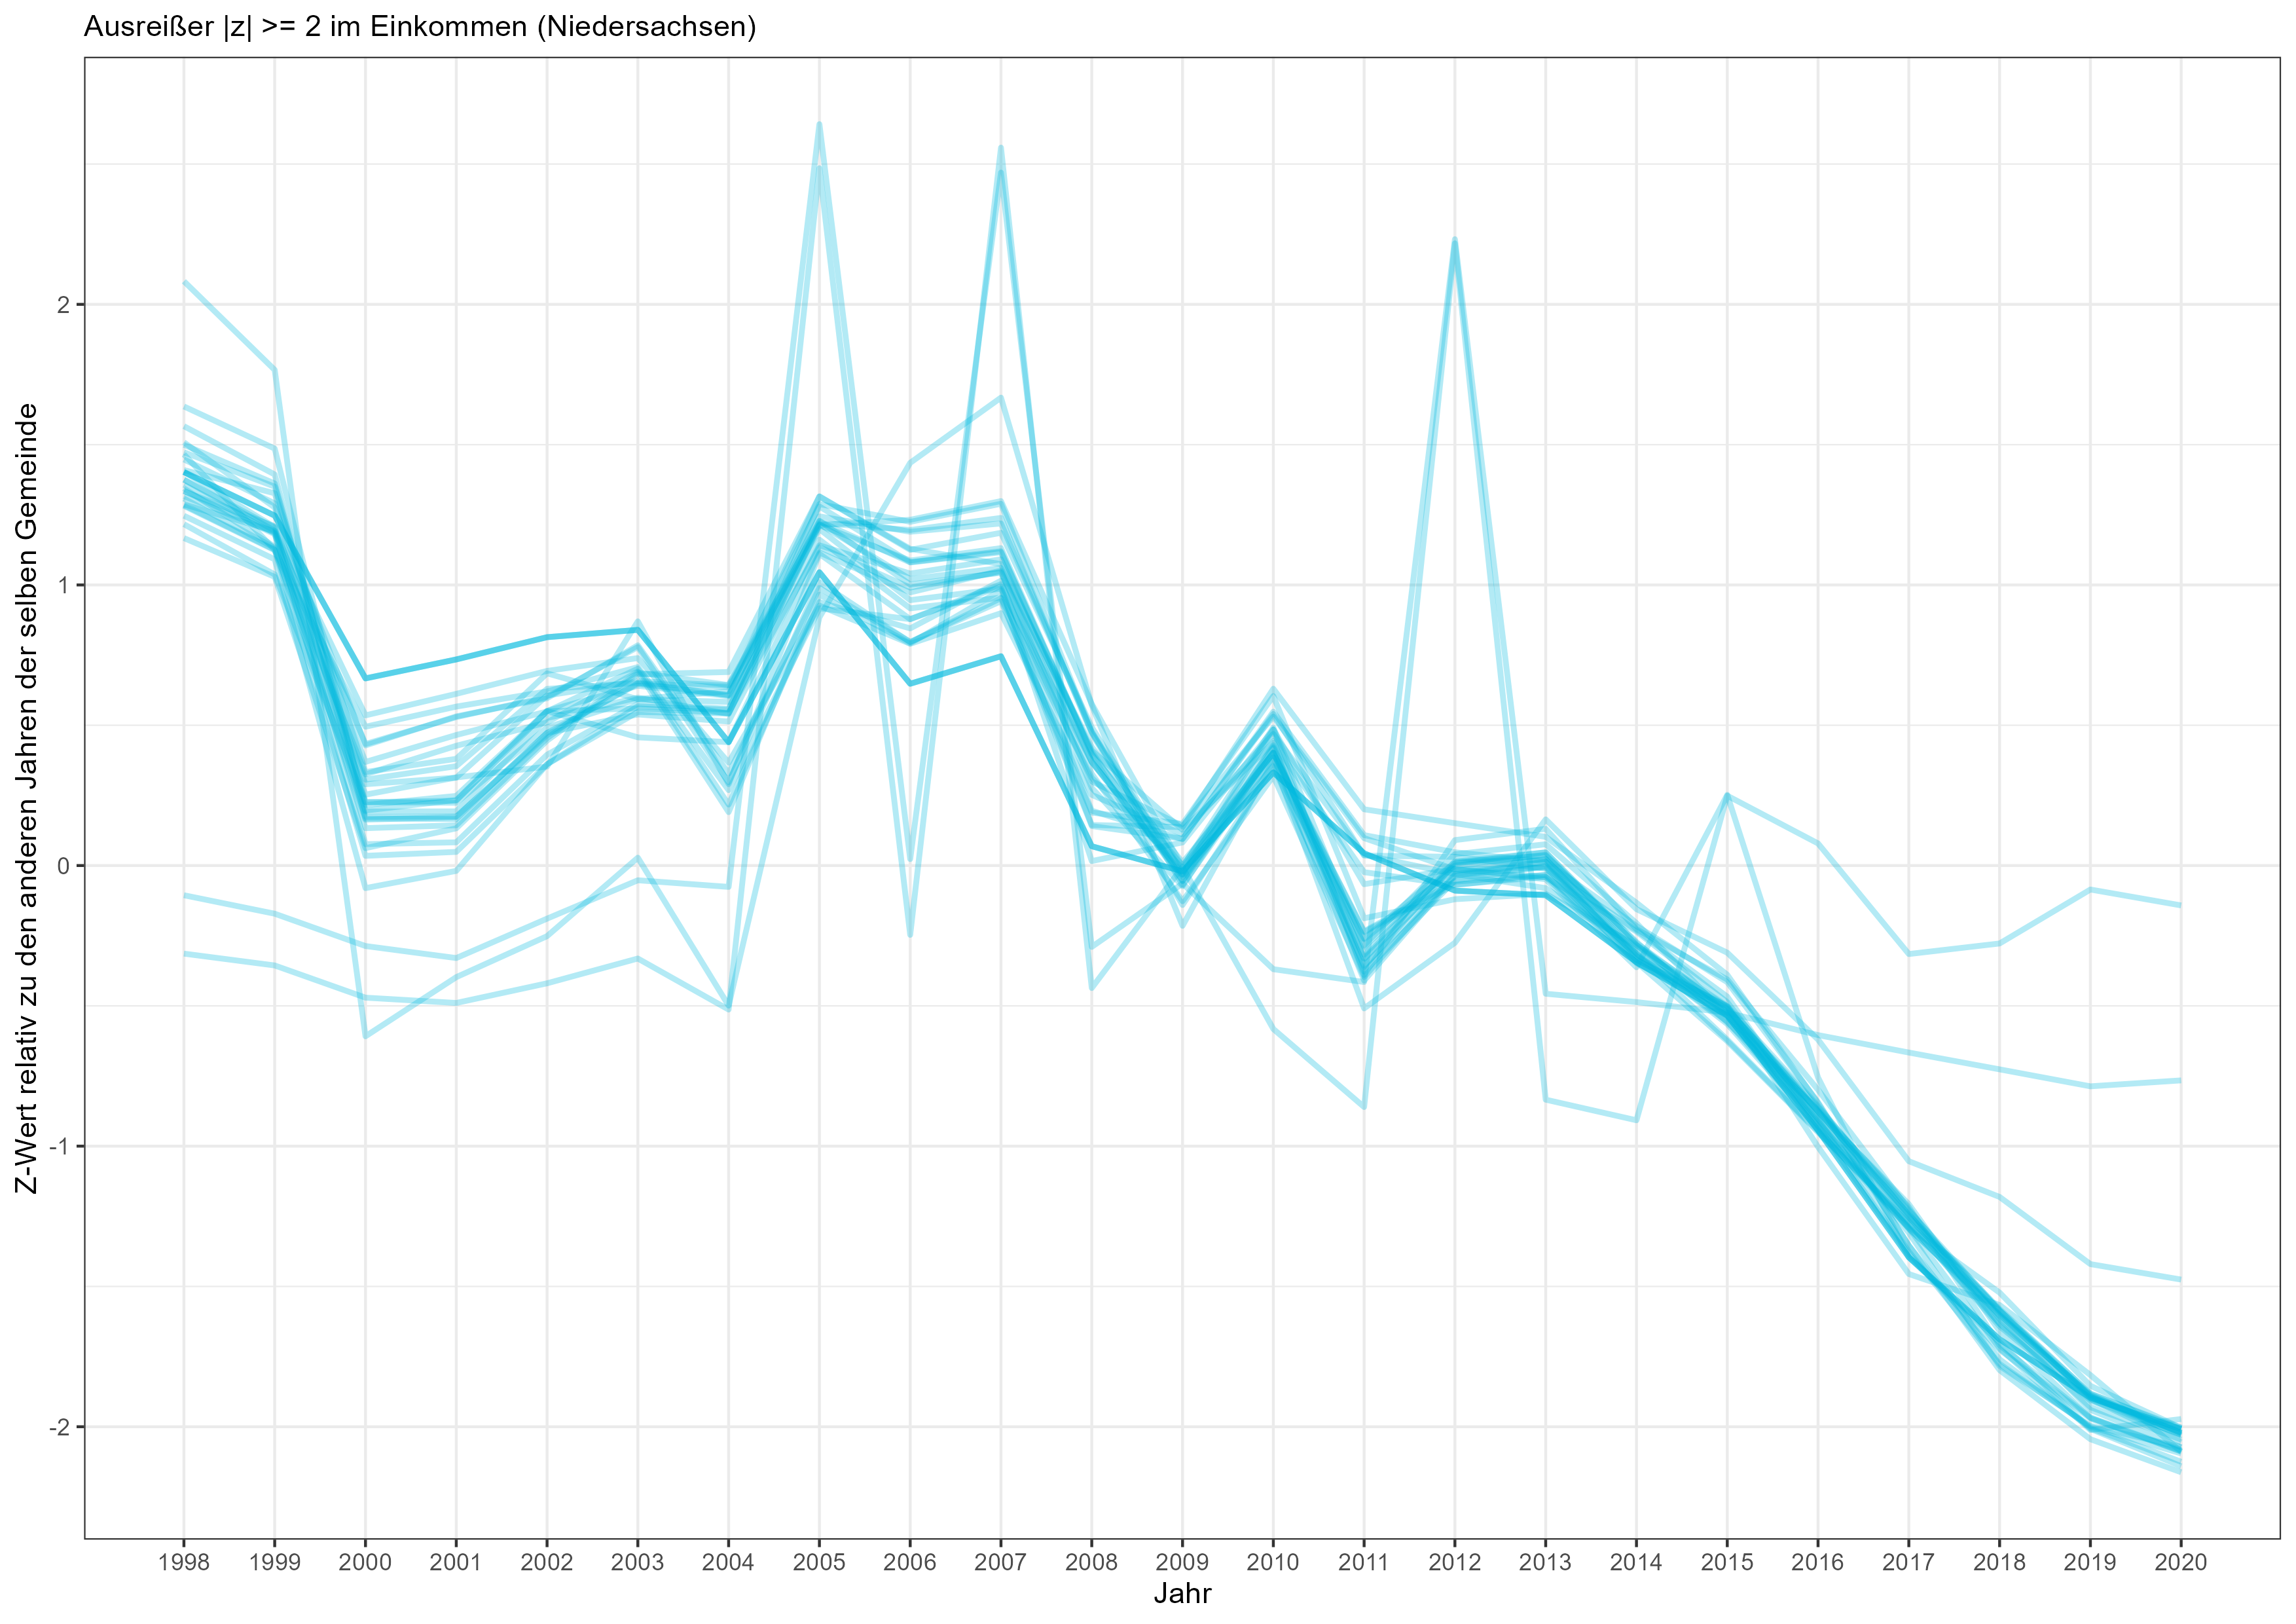 Ausreißer |z| >= 2 im Einkommen (Niedersachsen)
Z-Wert relativ zu den anderen Jahren der selben Gemeinde
2
1
0
-1
-2
1998 1999 2000 2001 2002 2003 2004 2005 2006 2007 2008 2009 2010 2011 2012 2013 2014 2015 2016 2017 2018 2019 2020
Jahr